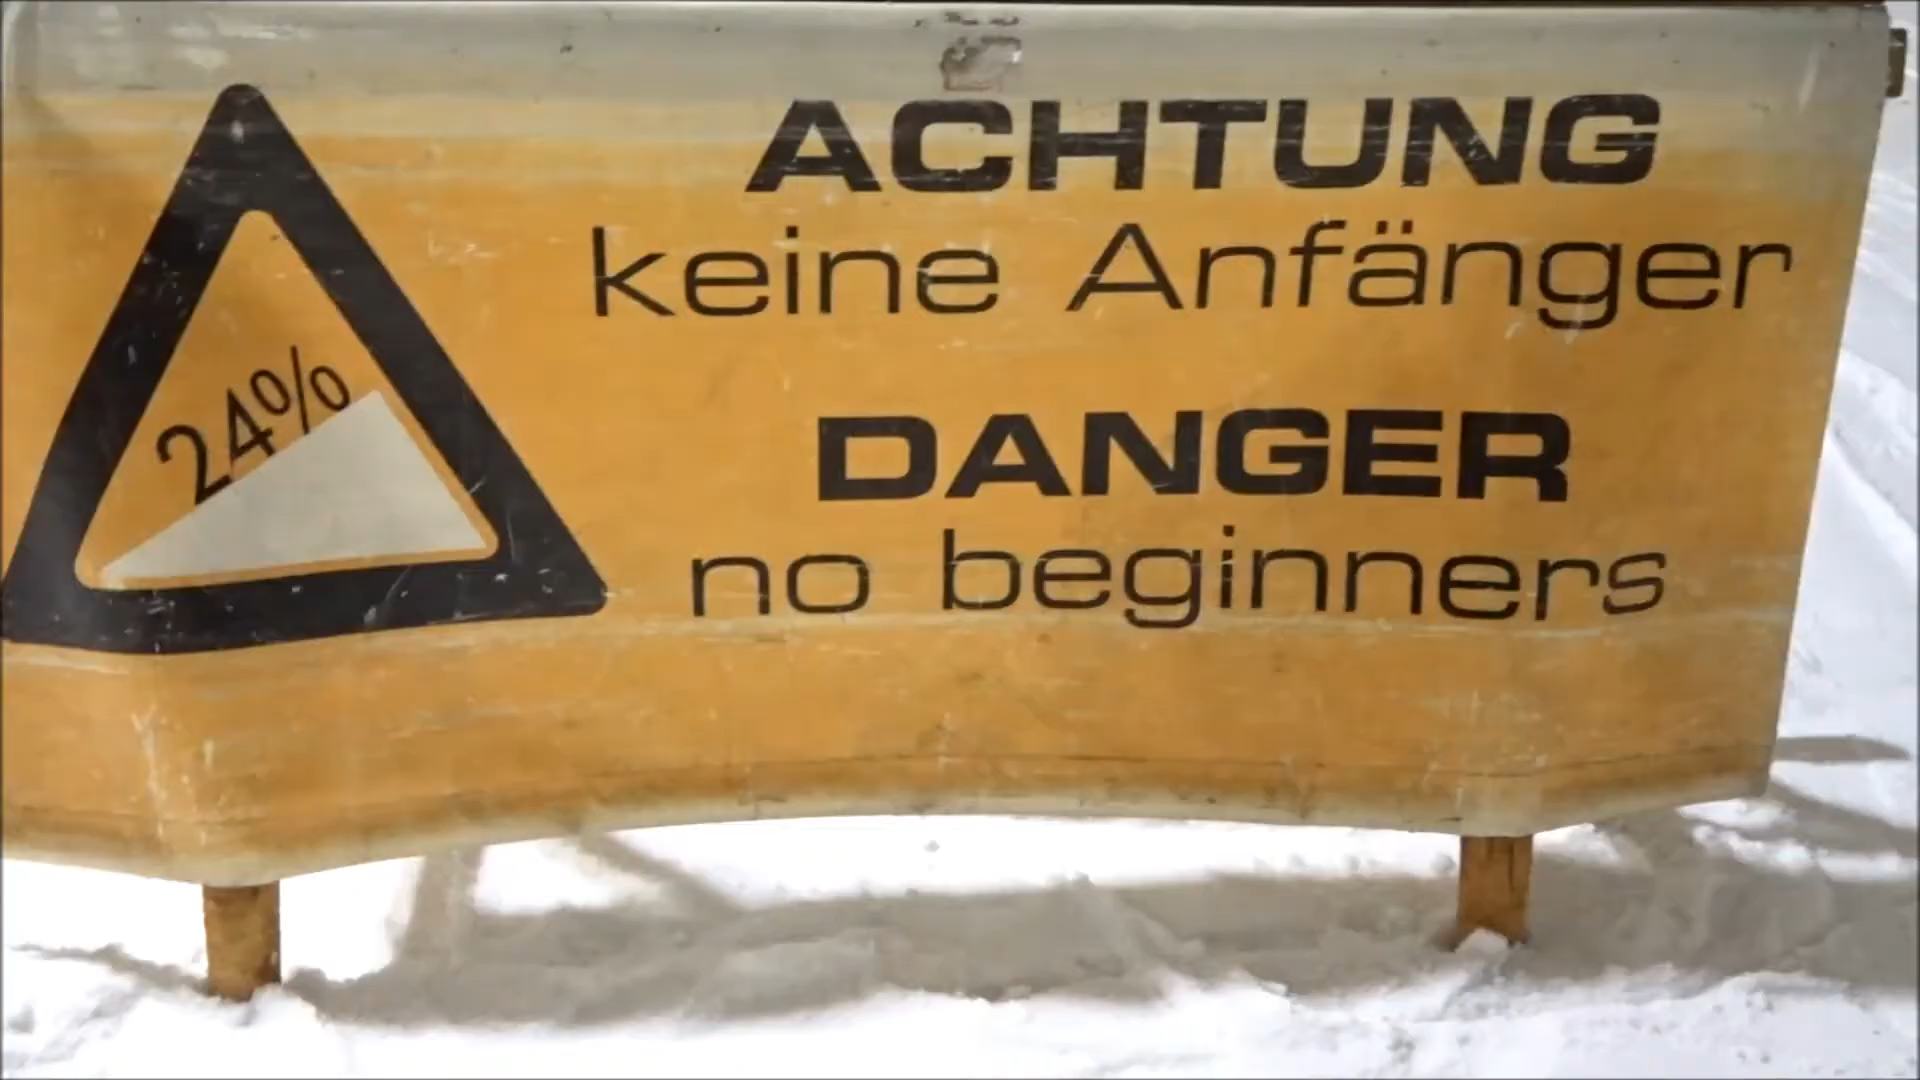 24%
ACHTUNG
keine Anfänger
DANGER
no beginners